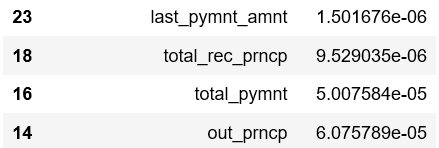 23 last_pymnt_amnt 1.501676e-06
18 total_rec_prncp 9.529035e-06
16 total_pymnt 5.007584e-05
14 out_prncp 6.075789e-05